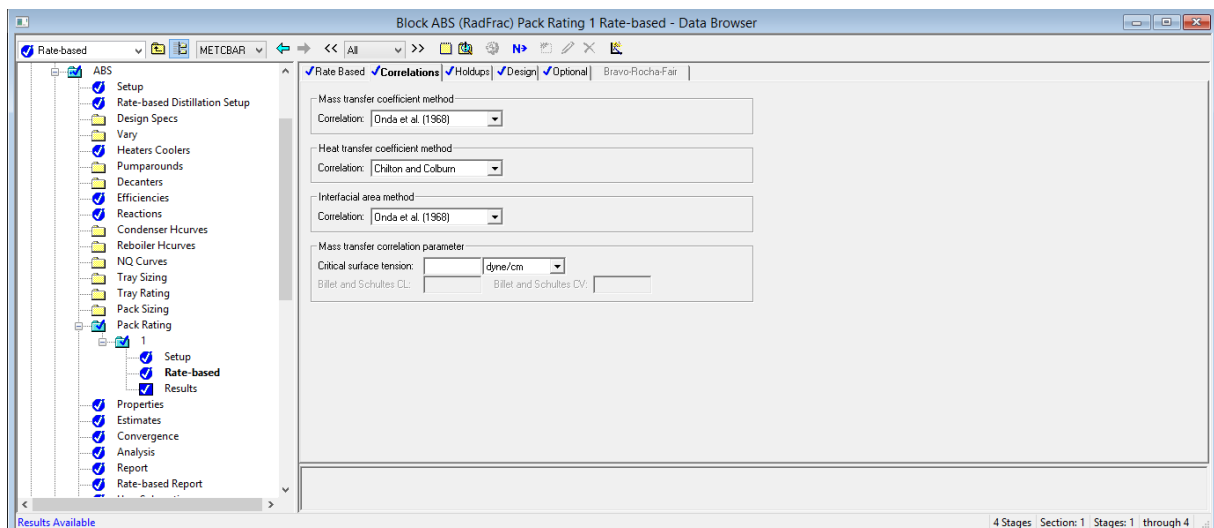 Block ABS (RadFrac) Pack Rating 1 Rate-based - Data Browser
Rate-based METCBAR << All >> N>
ABS
Setup
Rate-based Distillation Setup
Design Specs
Vary
Heaters Coolers
Pumparounds
Decanters
Efficiencies
Reactions
Condenser Hcurves
Reboiler Hcurves
NQ Curves
Tray Sizing
Tray Rating
Pack Sizing
Pack Rating
1
Setup
Rate-based
Results
Properties
Estimates
Convergence
Analysis
Report
Rate-based Report
Rate Based Correlations Holdups Design Optional Bravo-Rocha-Fair
Mass transfer coefficient method
Correlation: Onda et al. (1968)
Heat transfer coefficient method
Correlation: Chilton and Colburn
Interfacial area method
Correlation: Onda et al. (1968)
Mass transfer correlation parameter
Critical surface tension: dyne/cm
Billet and Schultes CL: Billet and Schultes CV:
Results Available
4 Stages Section: 1 Stages: 1 through 4